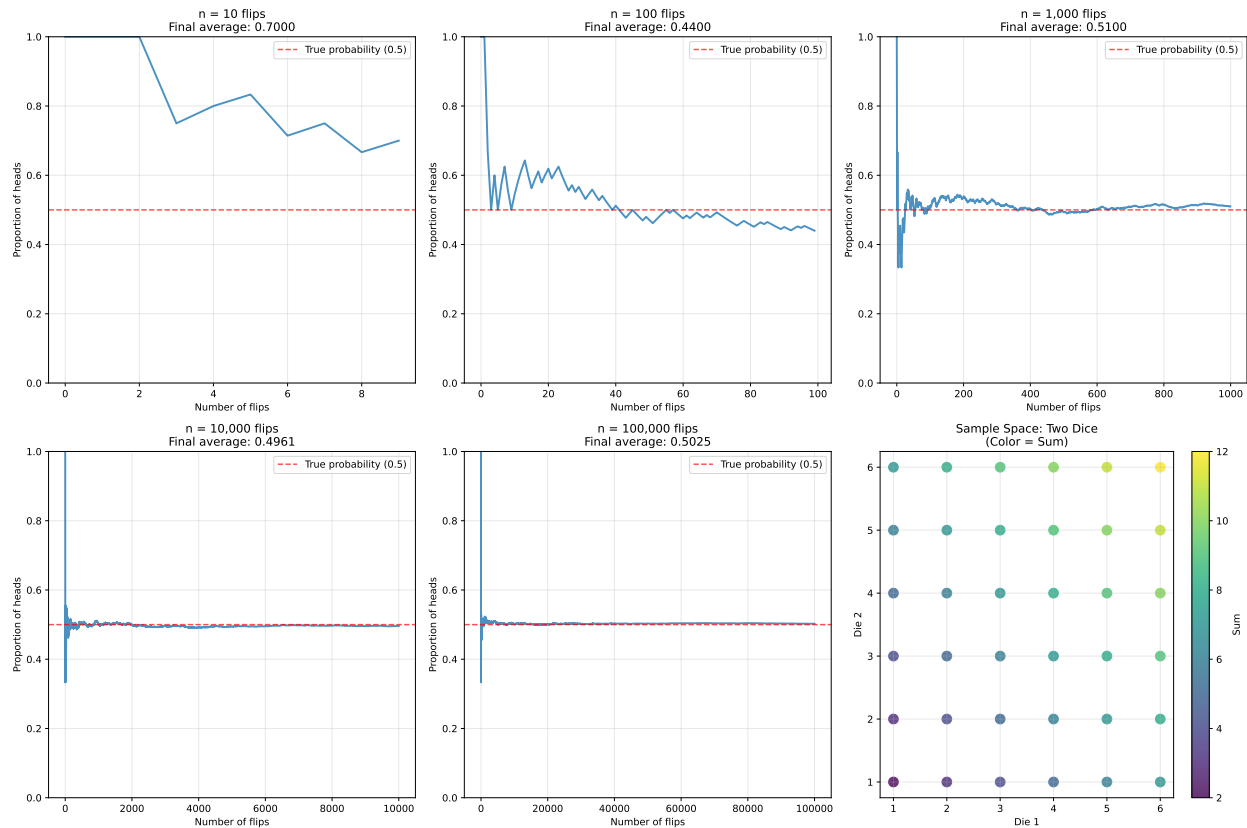 n = 10 flips
Final average: 0.7000
True probability (0.5)
Proportion of heads
1.0
0.8
0.6
0.4
0.2
0.0
0 2 4 6 8
Number of flips
n = 100 flips
Final average: 0.4400
True probability (0.5)
Proportion of heads
1.0
0.8
0.6
0.4
0.2
0.0
0 20 40 60 80 100
Number of flips
n = 1,000 flips
Final average: 0.5100
True probability (0.5)
Proportion of heads
1.0
0.8
0.6
0.4
0.2
0.0
0 200 400 600 800 1000
Number of flips
n = 10,000 flips
Final average: 0.4961
True probability (0.5)
Proportion of heads
1.0
0.8
0.6
0.4
0.2
0.0
0 2000 4000 6000 8000 10000
Number of flips
n = 100,000 flips
Final average: 0.5025
True probability (0.5)
Proportion of heads
1.0
0.8
0.6
0.4
0.2
0.0
0 20000 40000 60000 80000 100000
Number of flips
Sample Space: Two Dice
(Color = Sum)
Die 2
6
5
4
3
2
1
1 2 3 4 5 6
Die 1
12
10
8
6
4
2
Sum